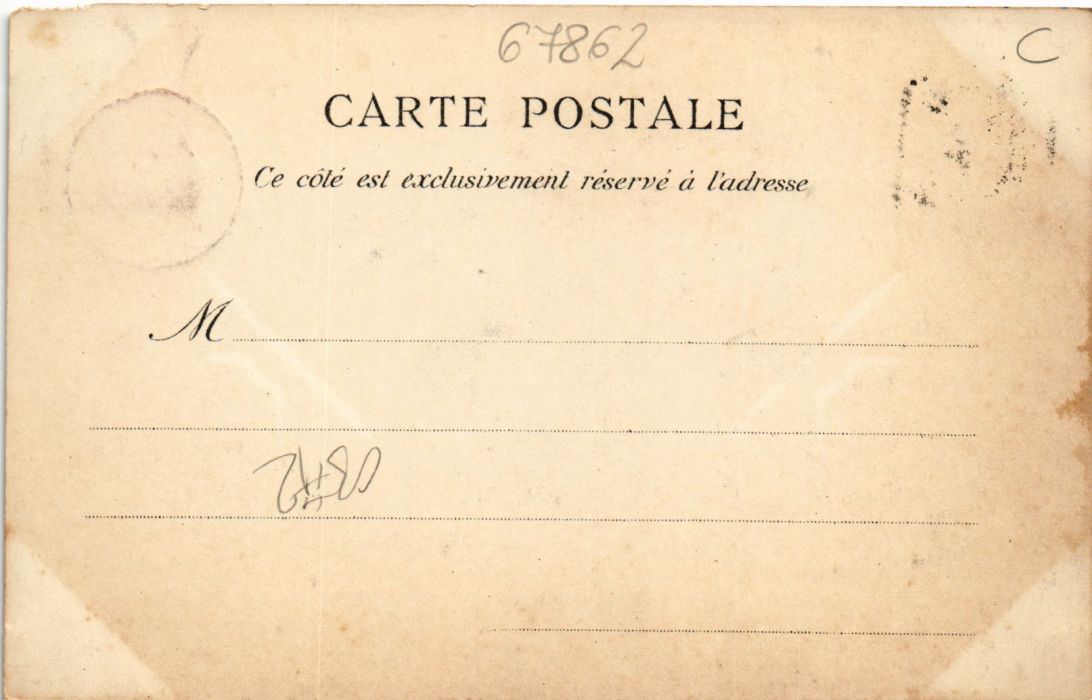 67862
C
CARTE POSTALE
Ce côté est exclusivement réservé à l'adresse
M